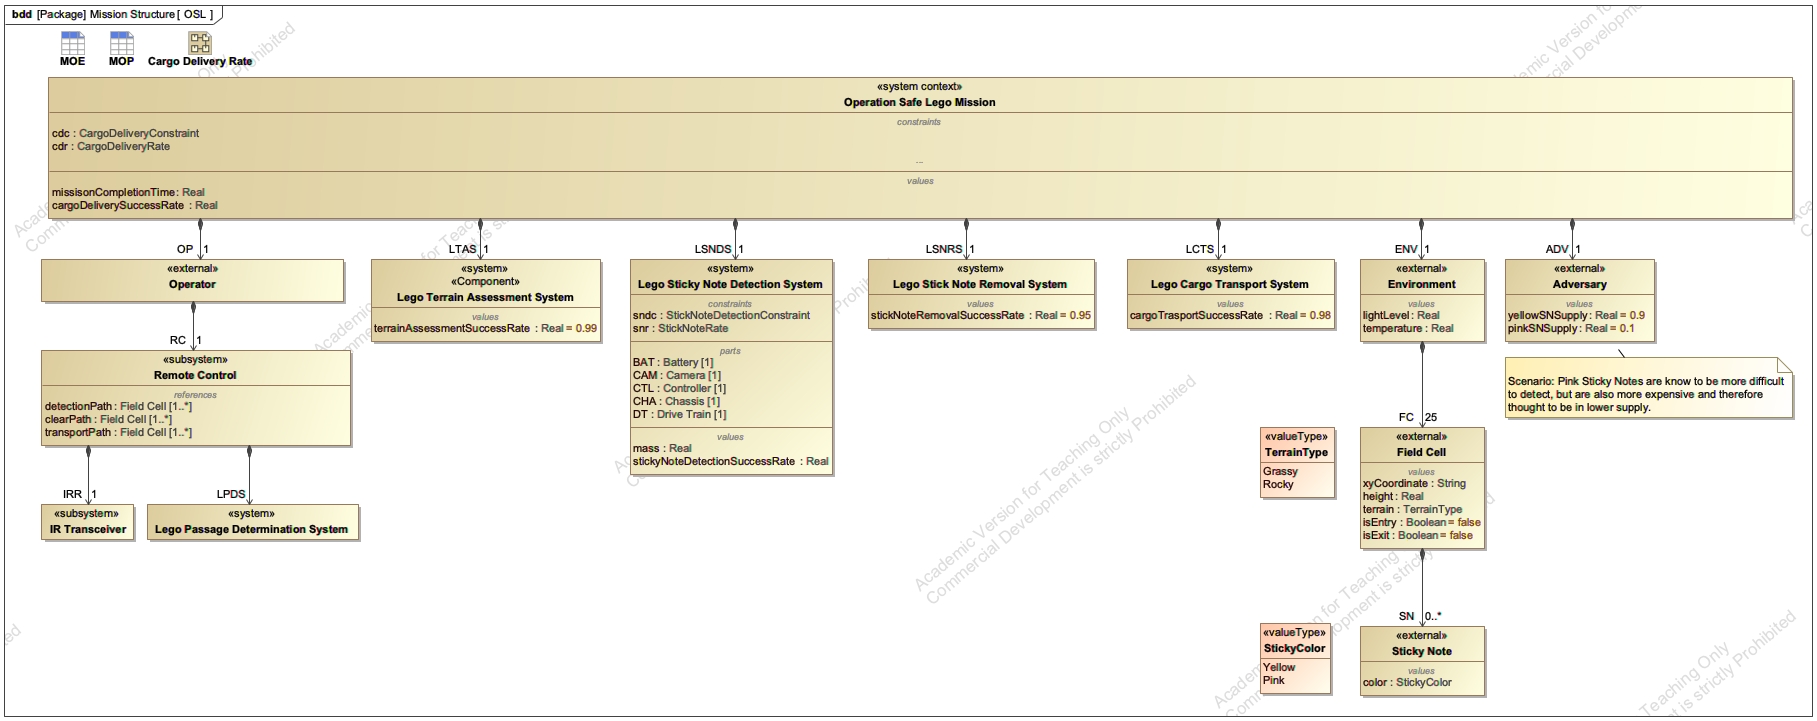 bdd [Package] Mission Structure [ OSL ]
MOE
MOP
Cargo Delivery Rate
«system context»
Operation Safe Lego Mission
constraints
cdc : CargoDeliveryConstraint
cdr : CargoDeliveryRate
...
values
missisonCompletionTime : Real
cargoDeliverySuccessRate : Real
OP 1
LTAS 1
LSNDS 1
LSNRS 1
LCTS 1
ENV 1
ADV 1
«external»
Operator
RC 1
«subsystem»
Remote Control
references
detectionPath : Field Cell [1..*]
clearPath : Field Cell [1..*]
transportPath : Field Cell [1..*]
IRR 1
LPDS
«subsystem»
IR Transceiver
«system»
Lego Passage Determination System
«system»
«Component»
Lego Terrain Assessment System
values
terrainAssessmentSuccessRate : Real = 0.99
«system»
Lego Sticky Note Detection System
constraints
sndc : StickNoteDetectionConstraint
snr : StickNoteRate
parts
BAT : Battery [1]
CAM : Camera [1]
CTL : Controller [1]
CHA : Chassis [1]
DT : Drive Train [1]
values
mass : Real
stickyNoteDetectionSuccessRate : Real
«system»
Lego Stick Note Removal System
values
stickNoteRemovalSuccessRate : Real = 0.95
«system»
Lego Cargo Transport System
values
cargoTrasportSuccessRate : Real = 0.98
«external»
Environment
values
lightLevel : Real
temperature : Real
FC 25
«external»
Adversary
values
yellowSNSupply : Real = 0.9
pinkSNSupply : Real = 0.1
Scenario: Pink Sticky Notes are know to be more difficult
to detect, but are also more expensive and therefore
thought to be in lower supply.
«valueType»
TerrainType
Grassy
Rocky
«external»
Field Cell
values
xyCoordinate : String
height : Real
terrain : TerrainType
isEntry : Boolean = false
isExit : Boolean = false
SN 0..*
«valueType»
StickyColor
Yellow
Pink
«external»
Sticky Note
values
color : StickyColor
Academic Version for Teaching Only
Commercial Development is strictly Prohibited